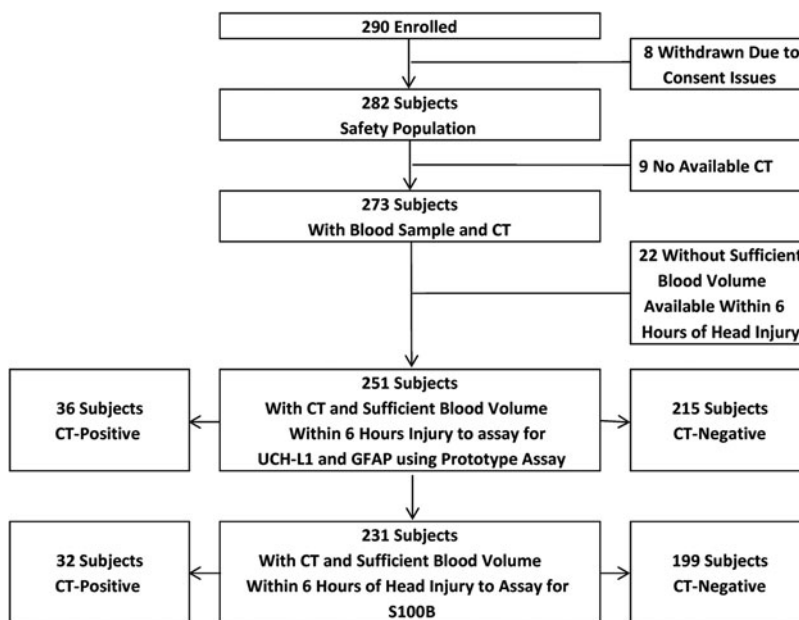 290 Enrolled
8 Withdrawn Due to
Consent Issues
282 Subjects
Safety Population
9 No Available CT
273 Subjects
With Blood Sample and CT
22 Without Sufficient
Blood Volume
Available Within 6
Hours of Head Injury
36 Subjects
CT-Positive
251 Subjects
With CT and Sufficient Blood Volume
Within 6 Hours Injury to assay for
UCH-L1 and GFAP using Prototype Assay
215 Subjects
CT-Negative
32 Subjects
CT-Positive
231 Subjects
With CT and Sufficient Blood Volume
Within 6 Hours of Head Injury to Assay for
S100B
199 Subjects
CT-Negative